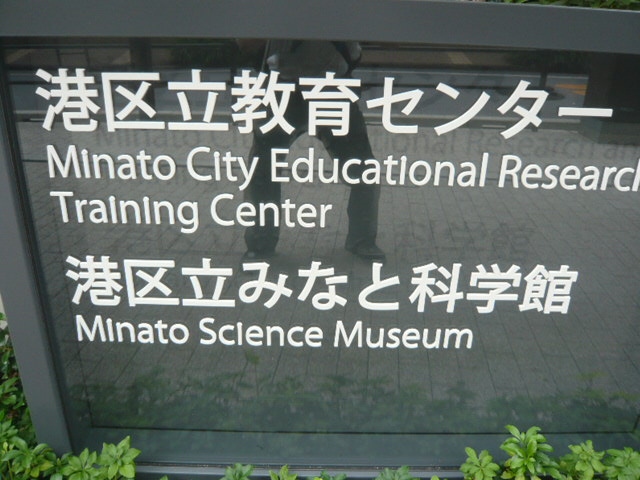 港区立教育センター
Minato City Educational Research
Training Center
港区立みなと科学館
Minato Science Museum